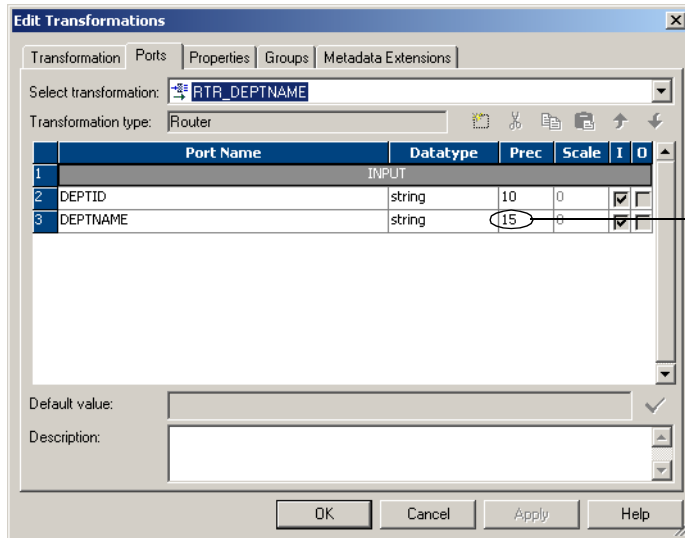 Edit Transformations
Transformation Ports Properties Groups Metadata Extensions
Select transformation: RTR_DEPTNAME
Transformation type: Router
Port Name Datatype Prec Scale I O
1 INPUT
2 DEPTID string 10 0
3 DEPTNAME string 15 0
Default value:
Description:
OK Cancel Apply Help